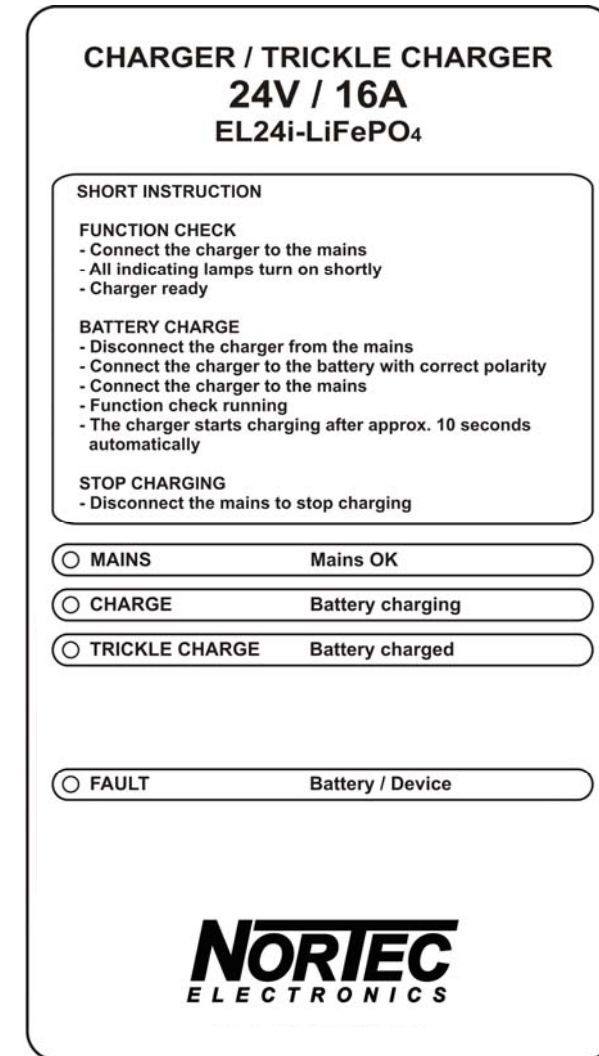 CHARGER / TRICKLE CHARGER
24V / 16A
EL24i-LiFePO4
SHORT INSTRUCTION
FUNCTION CHECK
- Connect the charger to the mains
- All indicating lamps turn on shortly
- Charger ready
BATTERY CHARGE
- Disconnect the charger from the mains
- Connect the charger to the battery with correct polarity
- Connect the charger to the mains
- Function check running
- The charger starts charging after approx. 10 seconds
automatically
STOP CHARGING
- Disconnect the mains to stop charging
MAINS Mains OK
CHARGE Battery charging
TRICKLE CHARGE Battery charged
FAULT Battery / Device
NORTEC
ELECTRONICS